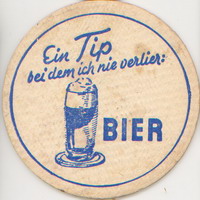 Ein Tip
bei dem ich nie verlier:
BIER